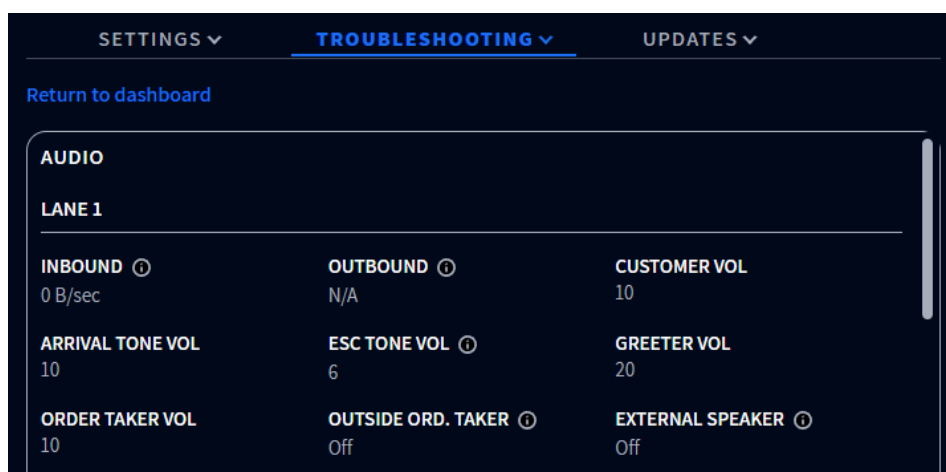 SETTINGS TROUBLESHOOTING UPDATES
Return to dashboard
AUDIO
LANE 1
INBOUND OUTBOUND CUSTOMER VOL
0 B/sec N/A 10
ARRIVAL TONE VOL ESC TONE VOL GREETER VOL
10 6 20
ORDER TAKER VOL OUTSIDE ORD. TAKER EXTERNAL SPEAKER
10 Off Off